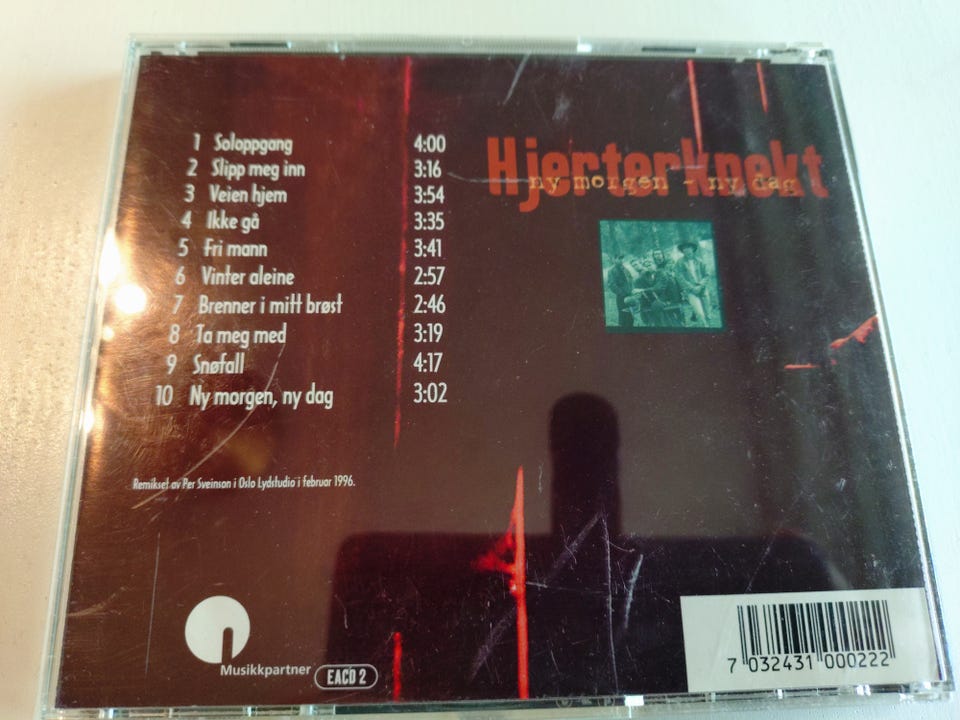 1 Soloppgang 4:00
2 Slipp meg inn 3:16
3 Veien hjem 3:54
4 Ikke gå 3:35
5 Fri mann 3:41
6 Vinter aleine 2:57
7 Brenner i mitt brøst 2:46
8 Ta meg med 3:19
9 Snøfall 4:17
10 Ny morgen, ny dag 3:02
Hjerterknekt
ny morgen - ny dag
Remikset av Per Sveinson i Oslo Lydstudio i februar 1996.
Musikkpartner
EACD 2
7 032431 000222